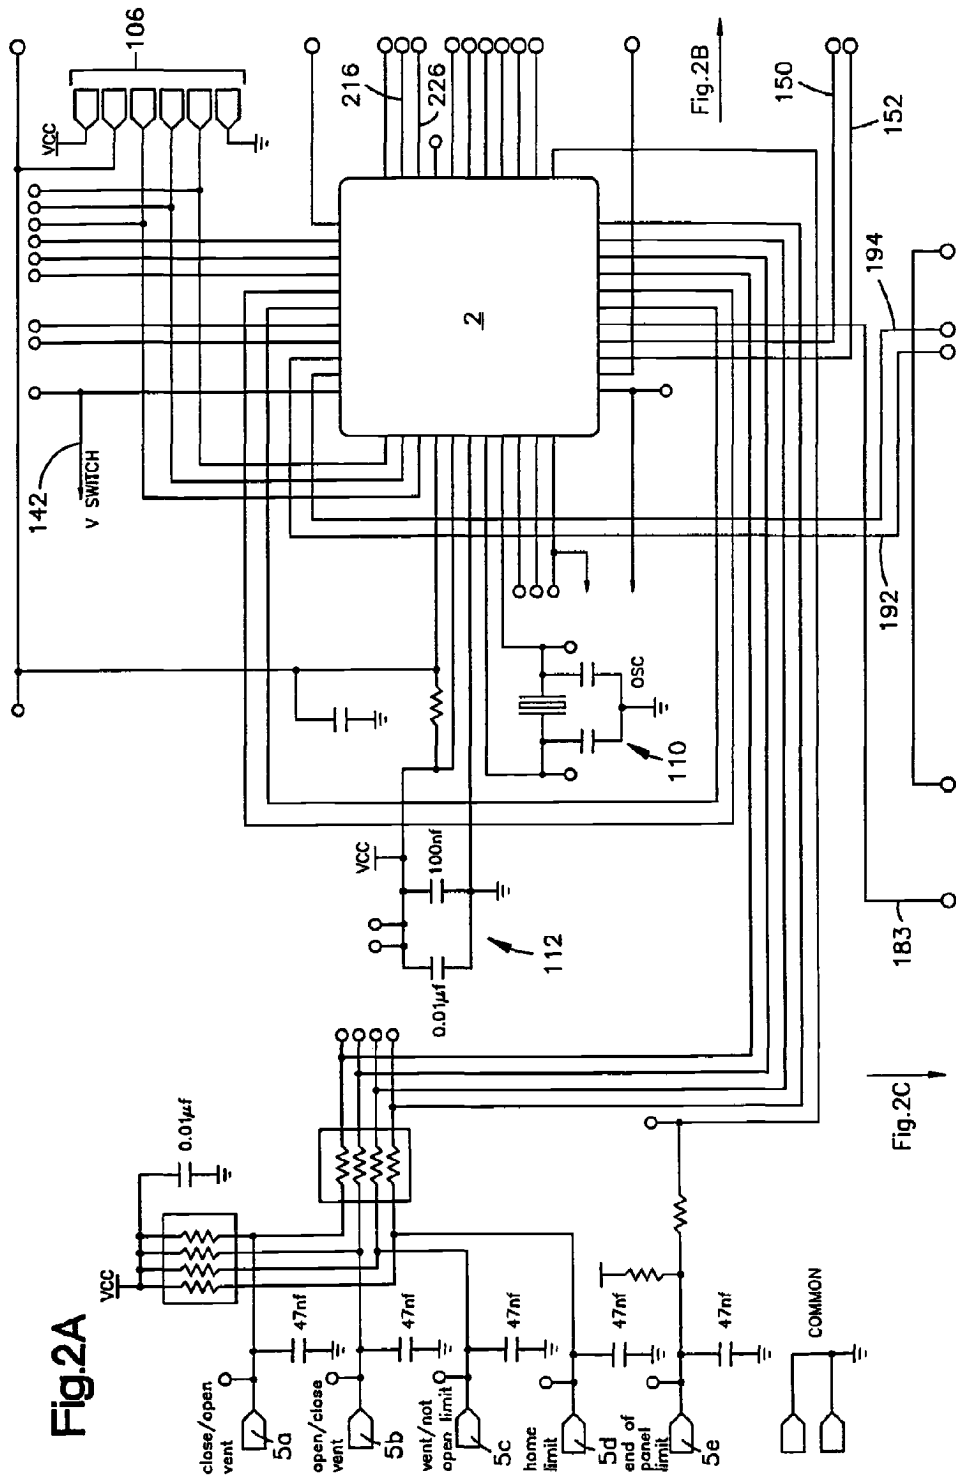 Fig.2A
VCC
0.01µf
close/open
vent
5a
47nf
open/close
vent
5b
47nf
vent/not
open limit
5c
47nf
home
limit
5d
47nf
end of
panel
limit
5e
47nf
COMMON
Fig.2C
VCC
100nf
0.01µf
112
110
OSC
142
V SWITCH
VCC
106
2
216
226
Fig.2B
150
152
194
192
183